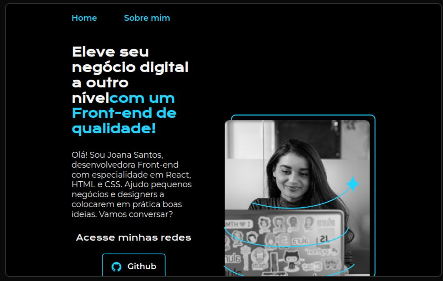 Home Sobre mim
Eleve seu
negócio digital
a outro
nívelcom um
Front-end de
qualidade!
Olá! Sou Joana Santos,
desenvolvedora Front-end
com especialidade em React,
HTML e CSS. Ajudo pequenos
negócios e designers a
colocarem em prática boas
ideias. Vamos conversar?
Acesse minhas redes
Github